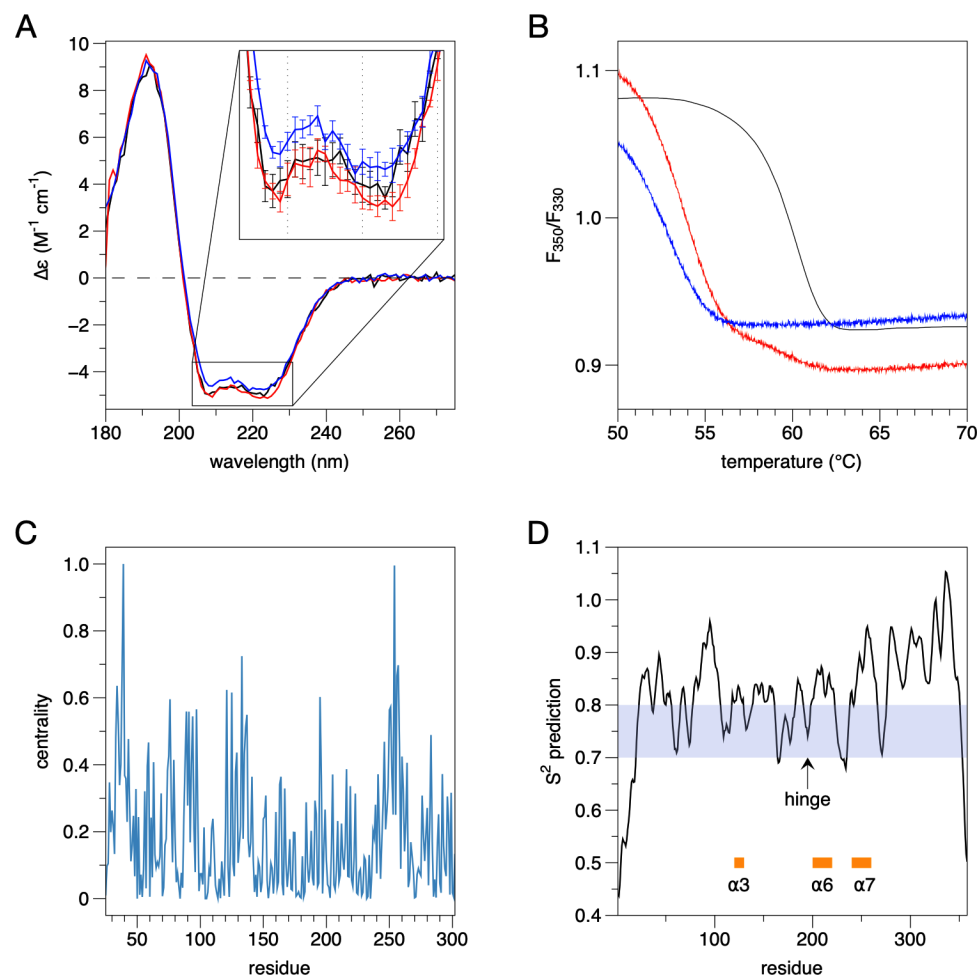 A
10
8
6
4
2
0
−2
−4
Δε (M⁻¹ cm⁻¹)
180 200 220 240 260
wavelength (nm)
B
1.1
1.0
0.9
F₃₅₀/F₃₃₀
50 55 60 65 70
temperature (°C)
C
1.0
0.8
0.6
0.4
0.2
0
centrality
50 100 150 200 250 300
residue
D
1.1
1.0
0.9
0.8
0.7
0.6
0.5
0.4
S² prediction
hinge
α3 α6 α7
100 200 300
residue